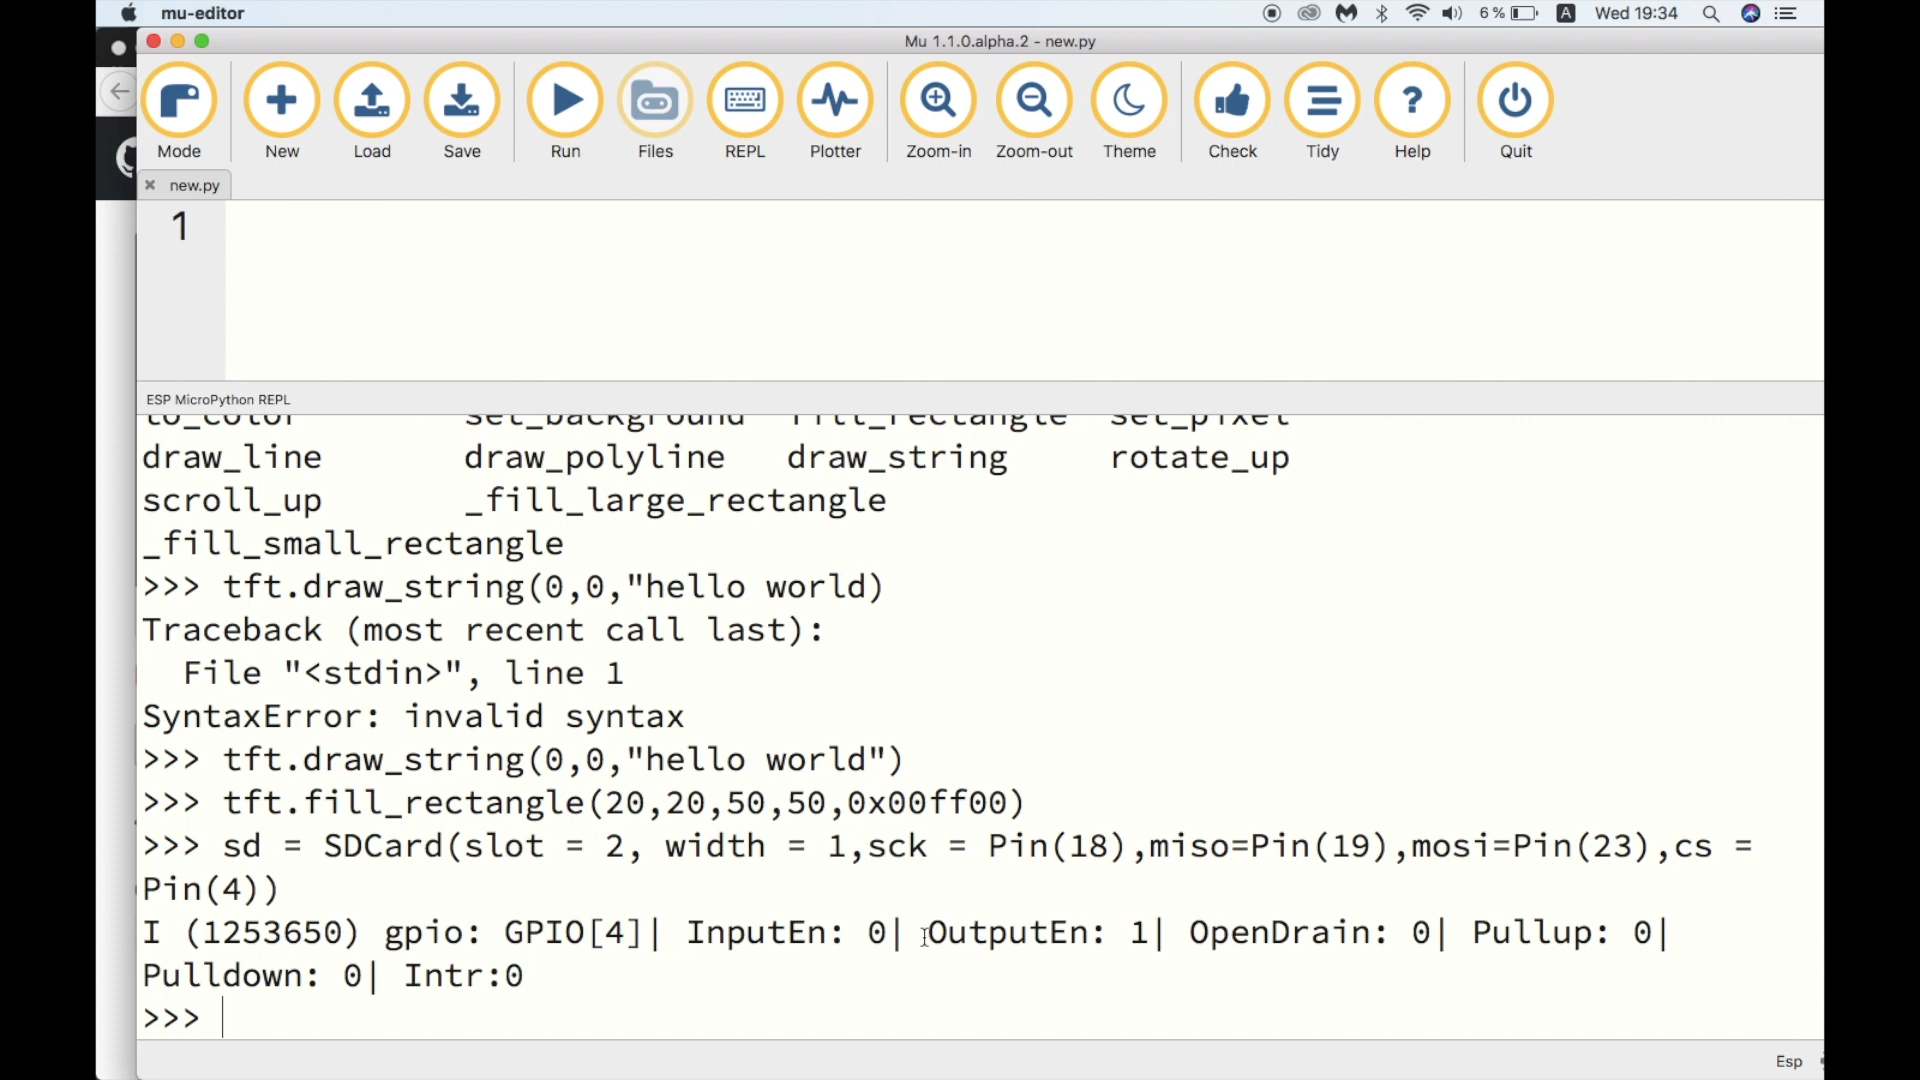 mu-editor
6% A Wed 19:34
Mu 1.1.0.alpha.2 - new.py
Mode New Load Save Run Files REPL Plotter Zoom-in Zoom-out Theme Check Tidy Help Quit
new.py
1
ESP MicroPython REPL
to_color set_background fill_rectangle set_pixel
draw_line draw_polyline draw_string rotate_up
scroll_up _fill_large_rectangle
_fill_small_rectangle
>>> tft.draw_string(0,0,"hello world)
Traceback (most recent call last):
File "<stdin>", line 1
SyntaxError: invalid syntax
>>> tft.draw_string(0,0,"hello world")
>>> tft.fill_rectangle(20,20,50,50,0x00ff00)
>>> sd = SDCard(slot = 2, width = 1,sck = Pin(18),miso=Pin(19),mosi=Pin(23),cs =
Pin(4))
I (1253650) gpio: GPIO[4]| InputEn: 0| OutputEn: 1| OpenDrain: 0| Pullup: 0|
Pulldown: 0| Intr:0
>>>
Esp